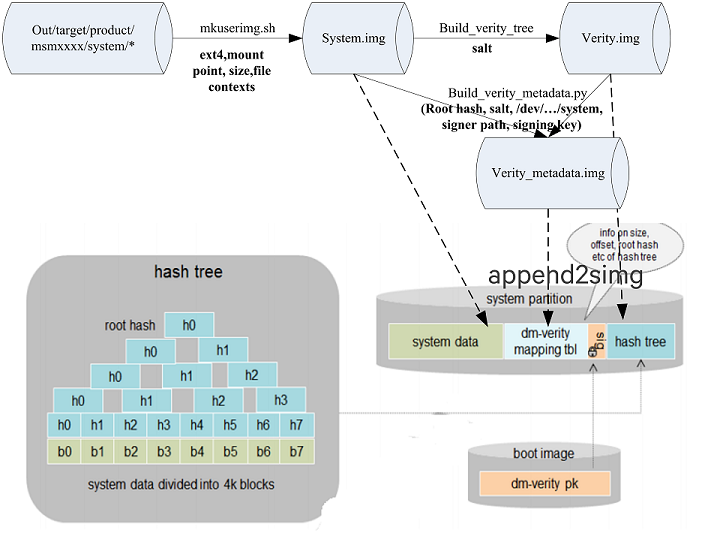 Out/target/product/
msmxxxx/system/*
mkuserimg.sh
ext4,mount
point, size,file
contexts
System.img
Build_verity_tree
salt
Verity.img
Build_verity_metadata.py
(Root hash, salt, /dev/…/system,
signer path, signing key)
Verity_metadata.img
info on size,
offset, root hash
etc of hash tree
append2simg
system partition
system data
dm-verity
mapping tbl
sig
hash tree
boot image
dm-verity pk
hash tree
root hash
h0
h0 h1
h0 h1 h2
h0 h1 h2 h3
h0 h1 h2 h3 h4 h5 h6 h7
b0 b1 b2 b3 b4 b5 b6 b7
system data divided into 4k blocks